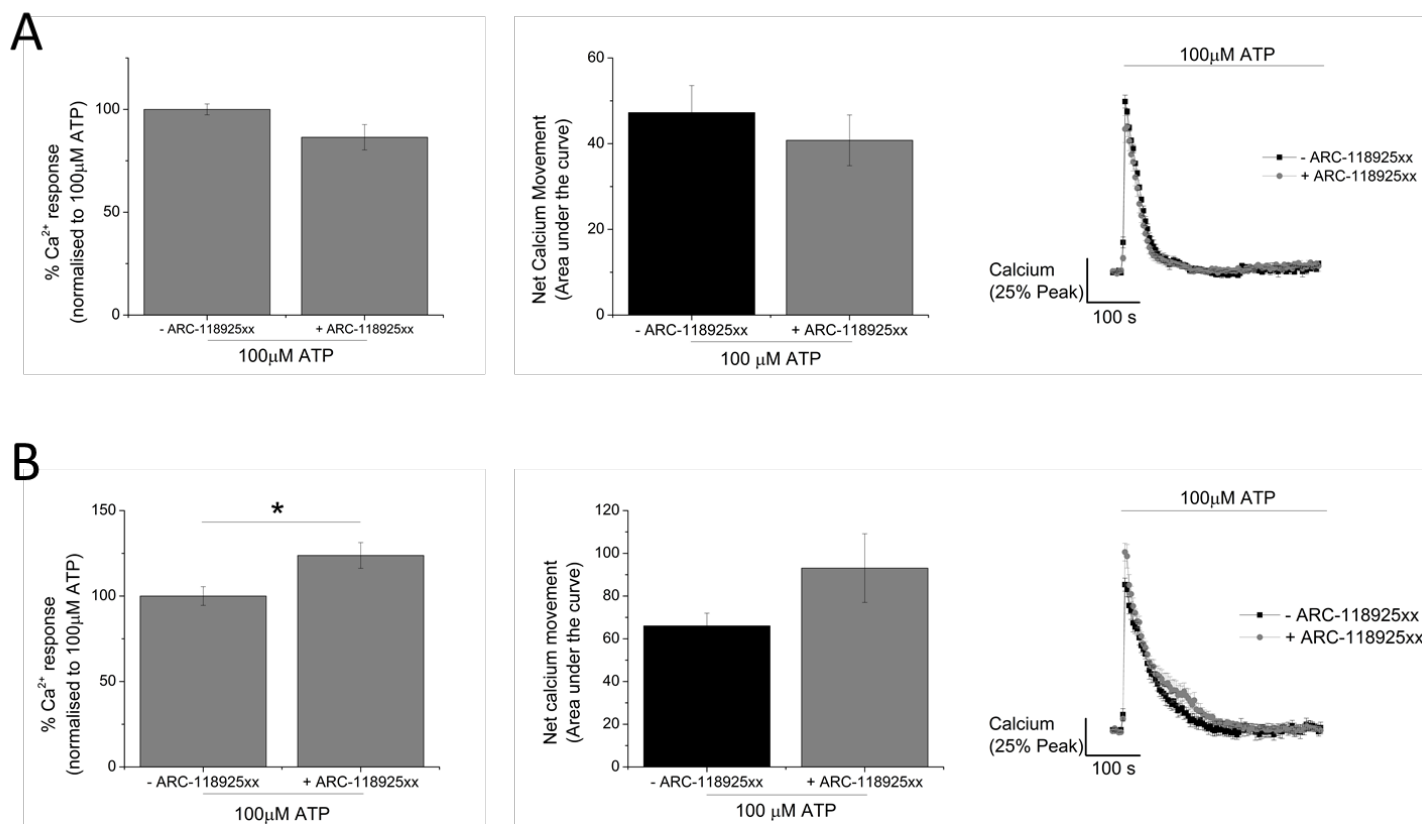 A
% Ca²⁺ response
(normalised to 100µM ATP)
100
50
0
- ARC-118925xx
+ ARC-118925xx
100µM ATP
Net Calcium Movement
(Area under the curve)
60
40
20
0
- ARC-118925xx
+ ARC-118925xx
100 µM ATP
100µM ATP
- ARC-118925xx
+ ARC-118925xx
Calcium
(25% Peak)
100 s
B
% Ca²⁺ response
(normalised to 100µM ATP)
150
100
50
0
*
- ARC-118925xx
+ ARC-118925xx
100µM ATP
Net calcium movement
(Area under the curve)
120
100
80
60
40
20
0
- ARC-118925xx
+ ARC-118925xx
100 µM ATP
100µM ATP
- ARC-118925xx
+ ARC-118925xx
Calcium
(25% Peak)
100 s